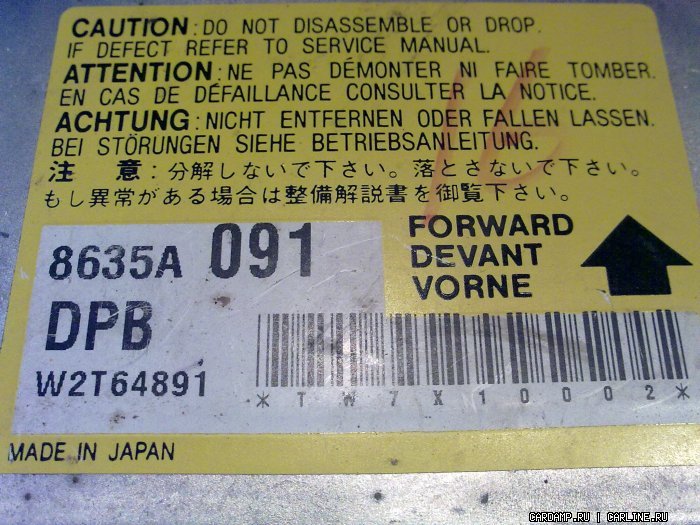 CAUTION : DO NOT DISASSEMBLE OR DROP.
IF DEFECT REFER TO SERVICE MANUAL.
ATTENTION : NE PAS DÉMONTER NI FAIRE TOMBER.
EN CAS DE DÉFAILLANCE CONSULTER LA NOTICE.
ACHTUNG : NICHT ENTFERNEN ODER FALLEN LASSEN.
BEI STÖRUNGEN SIEHE BETRIEBSANLEITUNG.
注 意 : 分解しないで下さい。落とさないで下さい。
もし異常がある場合は整備解説書を御覧下さい。
8635A 091
DPB
W2T64891
FORWARD
DEVANT
VORNE
*TW7X10002*
MADE IN JAPAN
CARDAMP.RU | CARLINE.RU